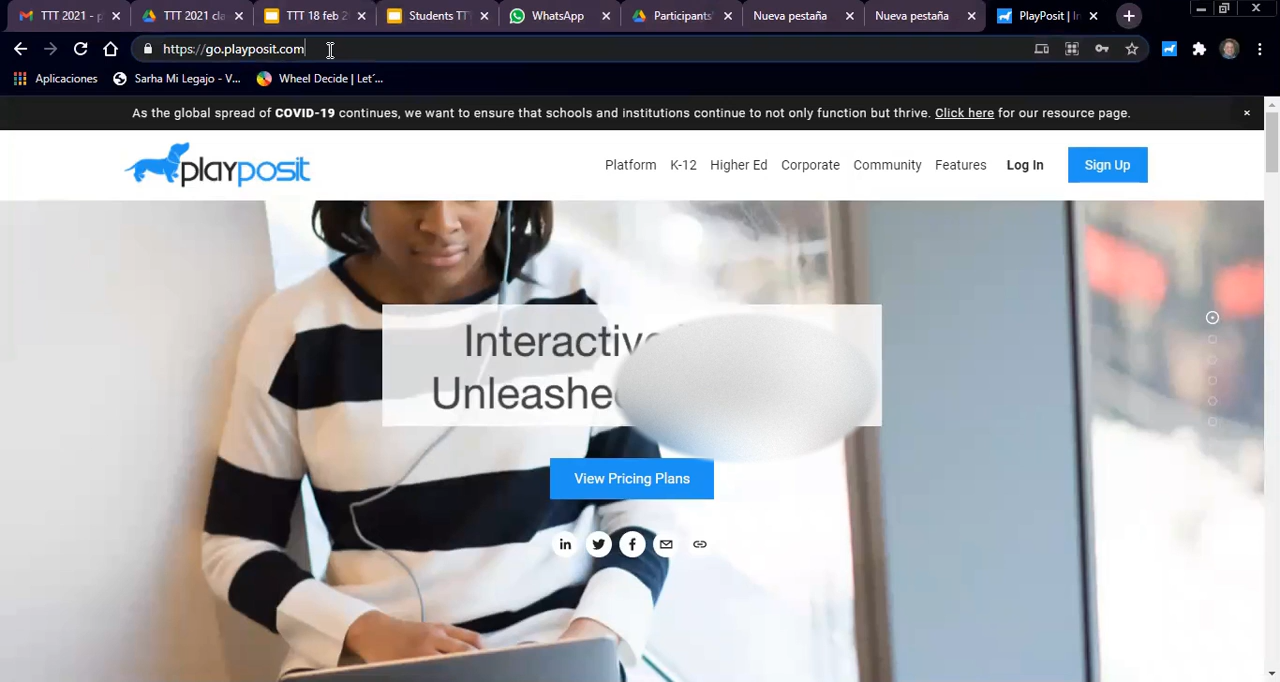 TTT 2021 - p
TTT 2021 cla
TTT 18 feb 2
Students TT
WhatsApp
Participants'
Nueva pestaña
Nueva pestaña
PlayPosit | In
https://go.playposit.com
Aplicaciones
Sarha Mi Legajo - V...
Wheel Decide | Let´...
As the global spread of COVID-19 continues, we want to ensure that schools and institutions continue to not only function but thrive. Click here for our resource page.
playposit
Platform
K-12
Higher Ed
Corporate
Community
Features
Log In
Sign Up
Interactive
Unleashe
View Pricing Plans